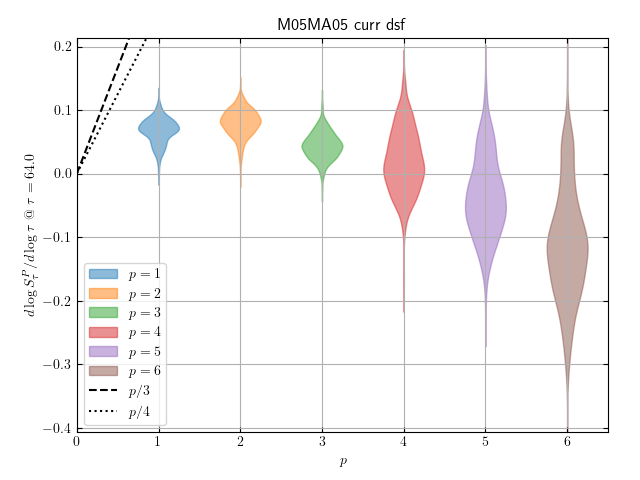 M05MA05 curr dsf
0.2
0.1
0.0
−0.1
−0.2
−0.3
−0.4
d log S_τ^P / d log τ @ τ = 64.0
p = 1
p = 2
p = 3
p = 4
p = 5
p = 6
p/3
p/4
0 1 2 3 4 5 6
p